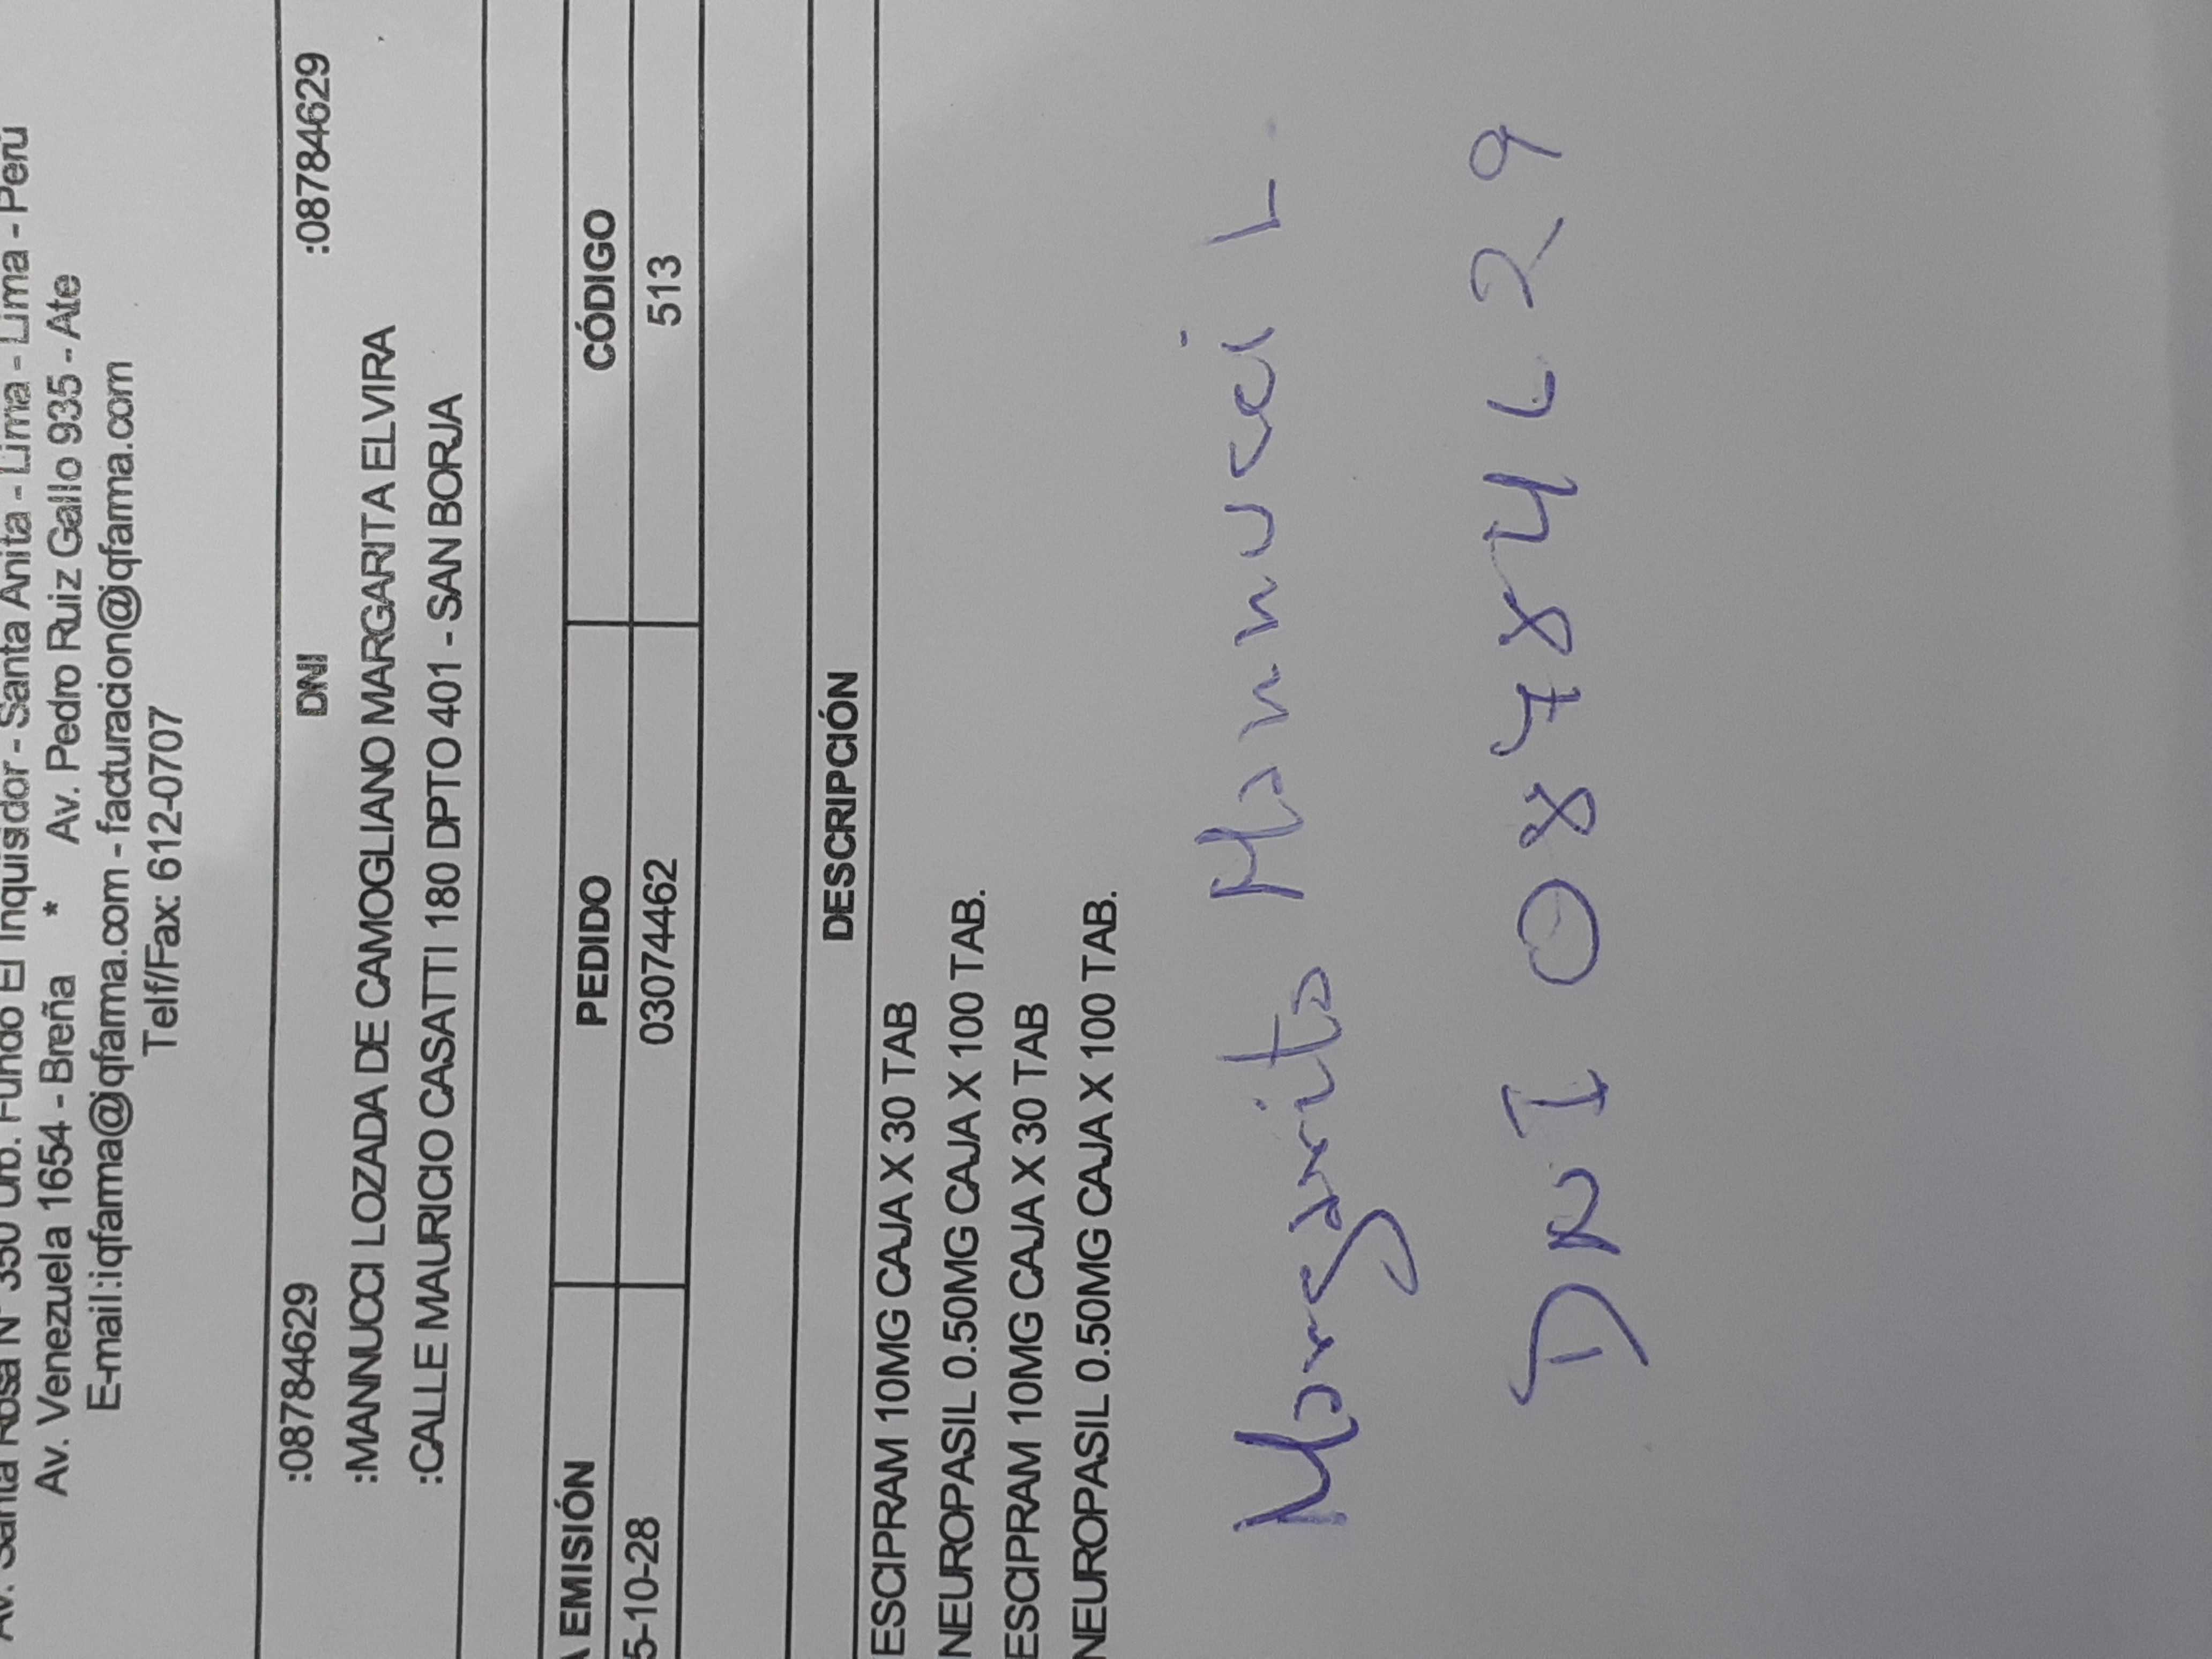 Av. Santa Rosa N° 350 Urb. Fundo El Inquisidor - Santa Anita - Lima - Lima - Perú
Av. Venezuela 1654 - Breña * Av. Pedro Ruiz Gallo 935 - Ate
E-mail:iqfarma@iqfarma.com - facturacion@iqfarma.com
Telf/Fax: 612-0707
:08784629 DNI :08784629
:MANNUCCI LOZADA DE CAMOGLIANO MARGARITA ELVIRA
:CALLE MAURICIO CASATTI 180 DPTO 401 - SAN BORJA
A EMISIÓN PEDIDO CÓDIGO
5-10-28 03074462 513
DESCRIPCIÓN
ESCIPRAM 10MG CAJA X 30 TAB
NEUROPASIL 0.50MG CAJA X 100 TAB.
ESCIPRAM 10MG CAJA X 30 TAB
NEUROPASIL 0.50MG CAJA X 100 TAB.
Margarita Mannucci L.
DNI 08784629